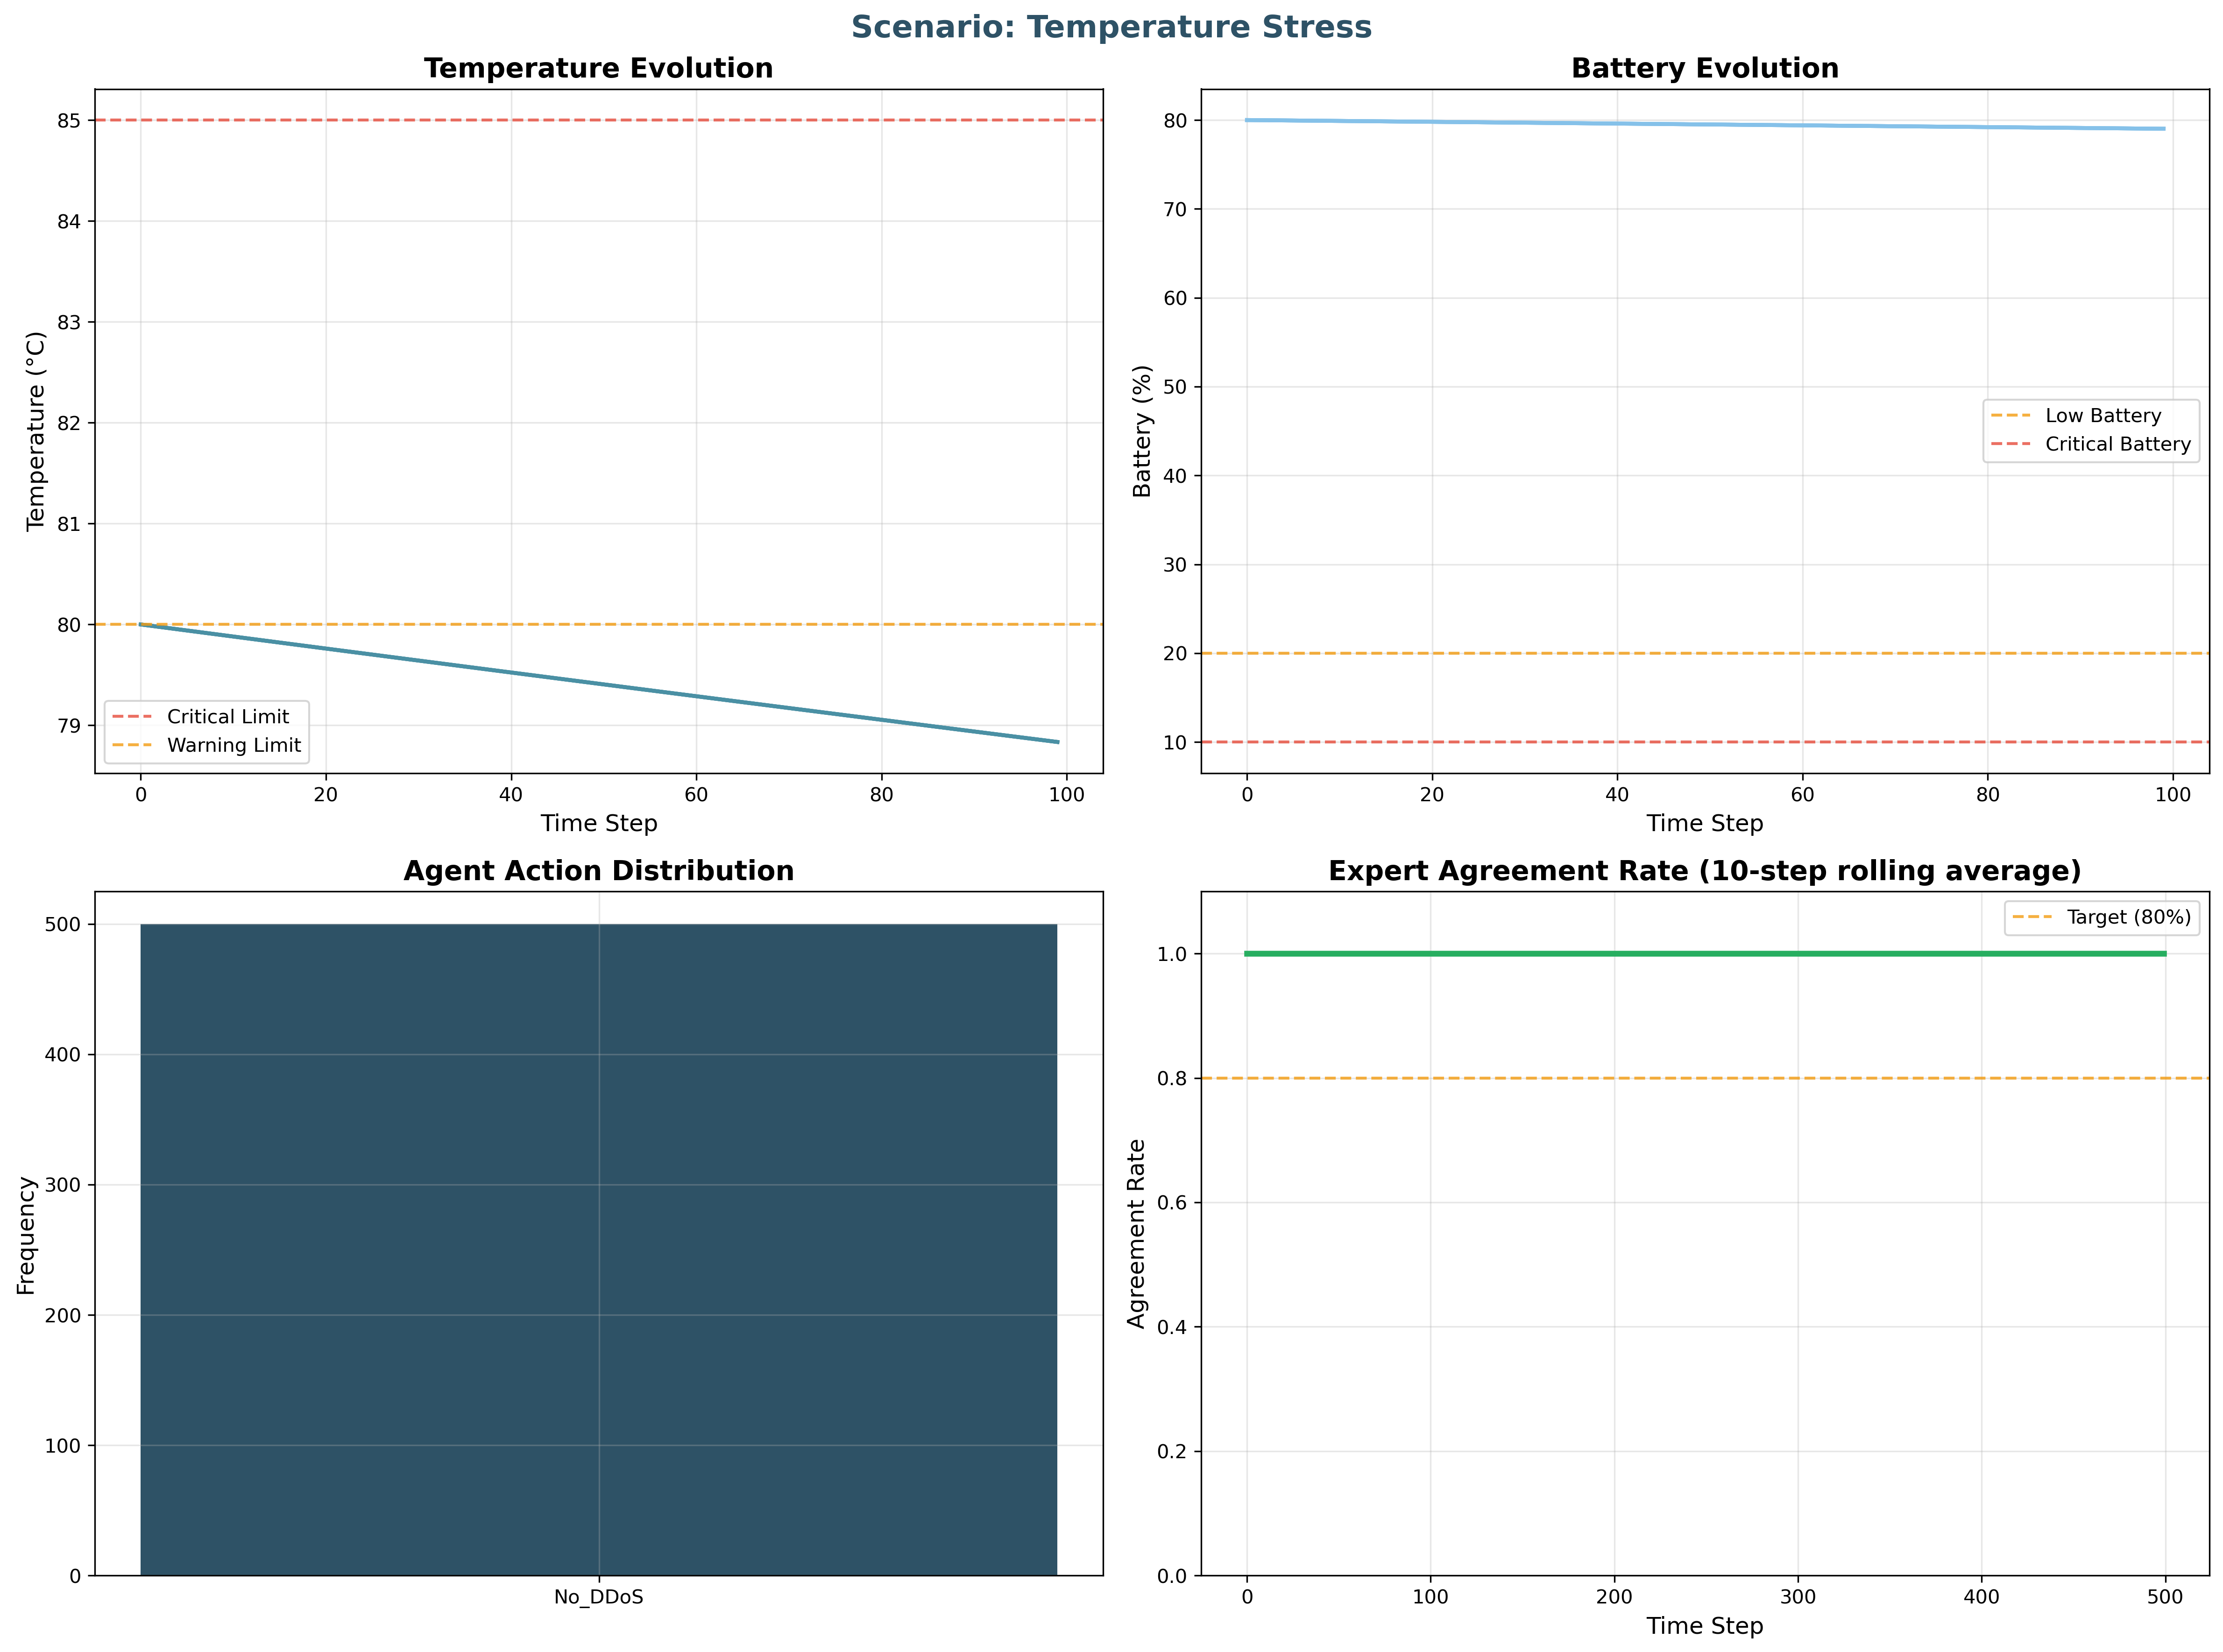 Scenario: Temperature Stress
Temperature Evolution
Temperature (°C)
85
84
83
82
81
80
79
Critical Limit
Warning Limit
0 20 40 60 80 100
Time Step
Battery Evolution
Battery (%)
80
70
60
50
40
30
20
10
Low Battery
Critical Battery
0 20 40 60 80 100
Time Step
Agent Action Distribution
Frequency
500
400
300
200
100
0
No_DDoS
Expert Agreement Rate (10-step rolling average)
Agreement Rate
Target (80%)
1.0
0.8
0.6
0.4
0.2
0.0
0 100 200 300 400 500
Time Step